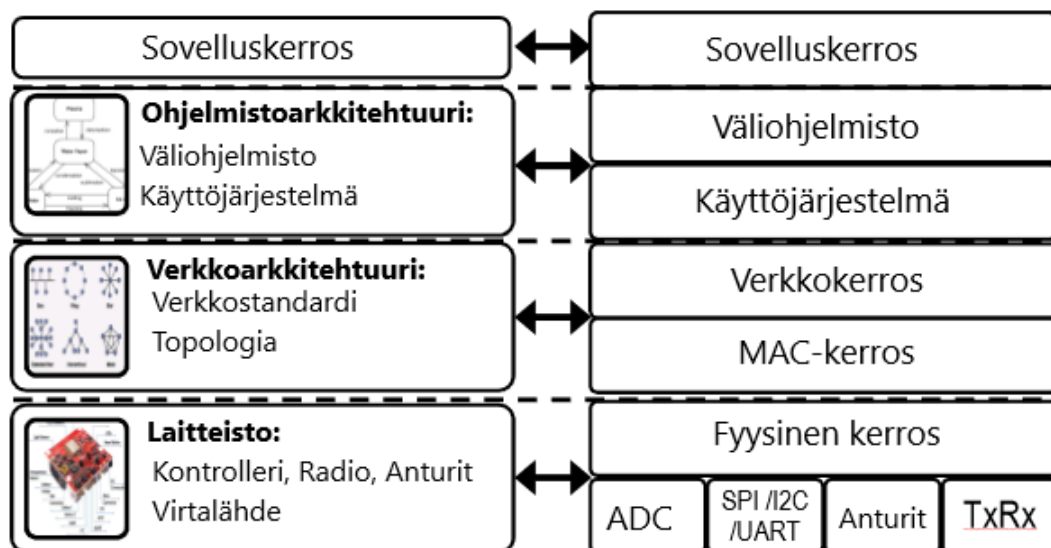 Sovelluskerros
Ohjelmistoarkkitehtuuri:
Väliohjelmisto
Käyttöjärjestelmä
Verkkoarkkitehtuuri:
Verkkostandardi
Topologia
Laitteisto:
Kontrolleri, Radio, Anturit
Virtalähde
Sovelluskerros
Väliohjelmisto
Käyttöjärjestelmä
Verkkokerros
MAC-kerros
Fyysinen kerros
ADC
SPI /I2C
/UART
Anturit
TxRx